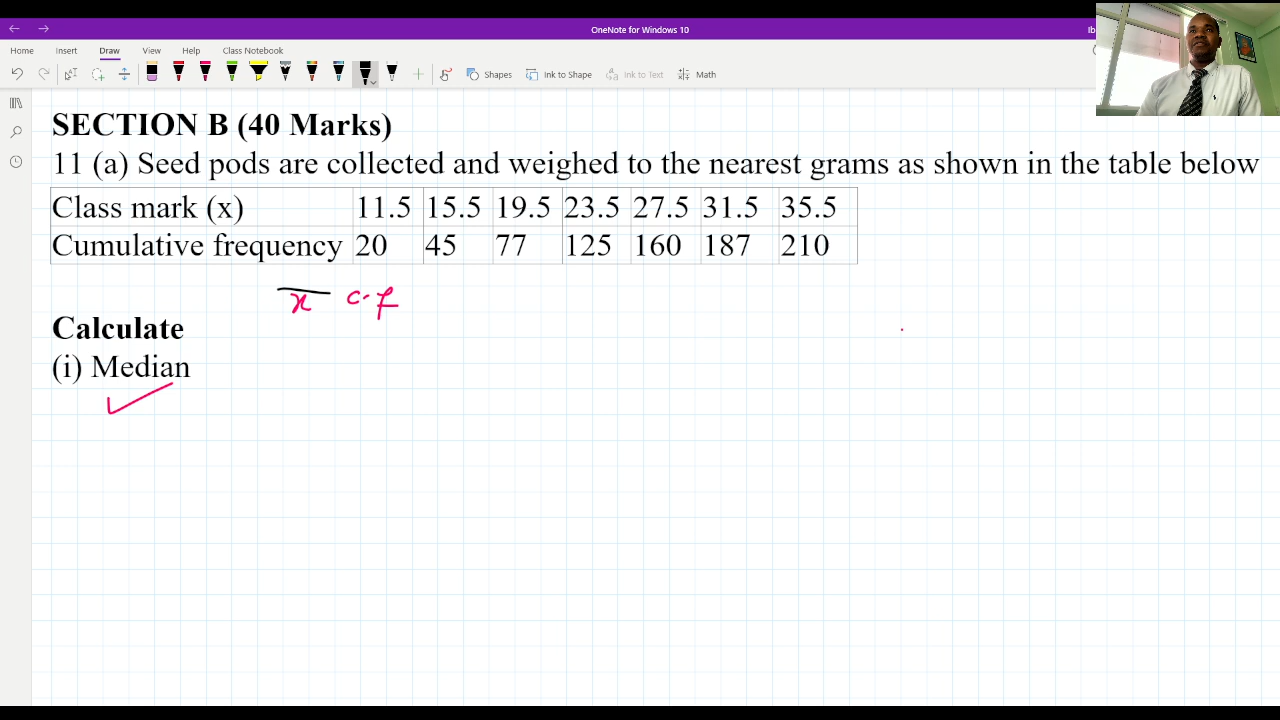 OneNote for Windows 10
Ib
Home Insert Draw View Help Class Notebook
Shapes Ink to Shape Ink to Text Math
SECTION B (40 Marks)
11 (a) Seed pods are collected and weighed to the nearest grams as shown in the table below
Class mark (x) 11.5 15.5 19.5 23.5 27.5 31.5 35.5
Cumulative frequency 20 45 77 125 160 187 210
x c.f
Calculate
(i) Median